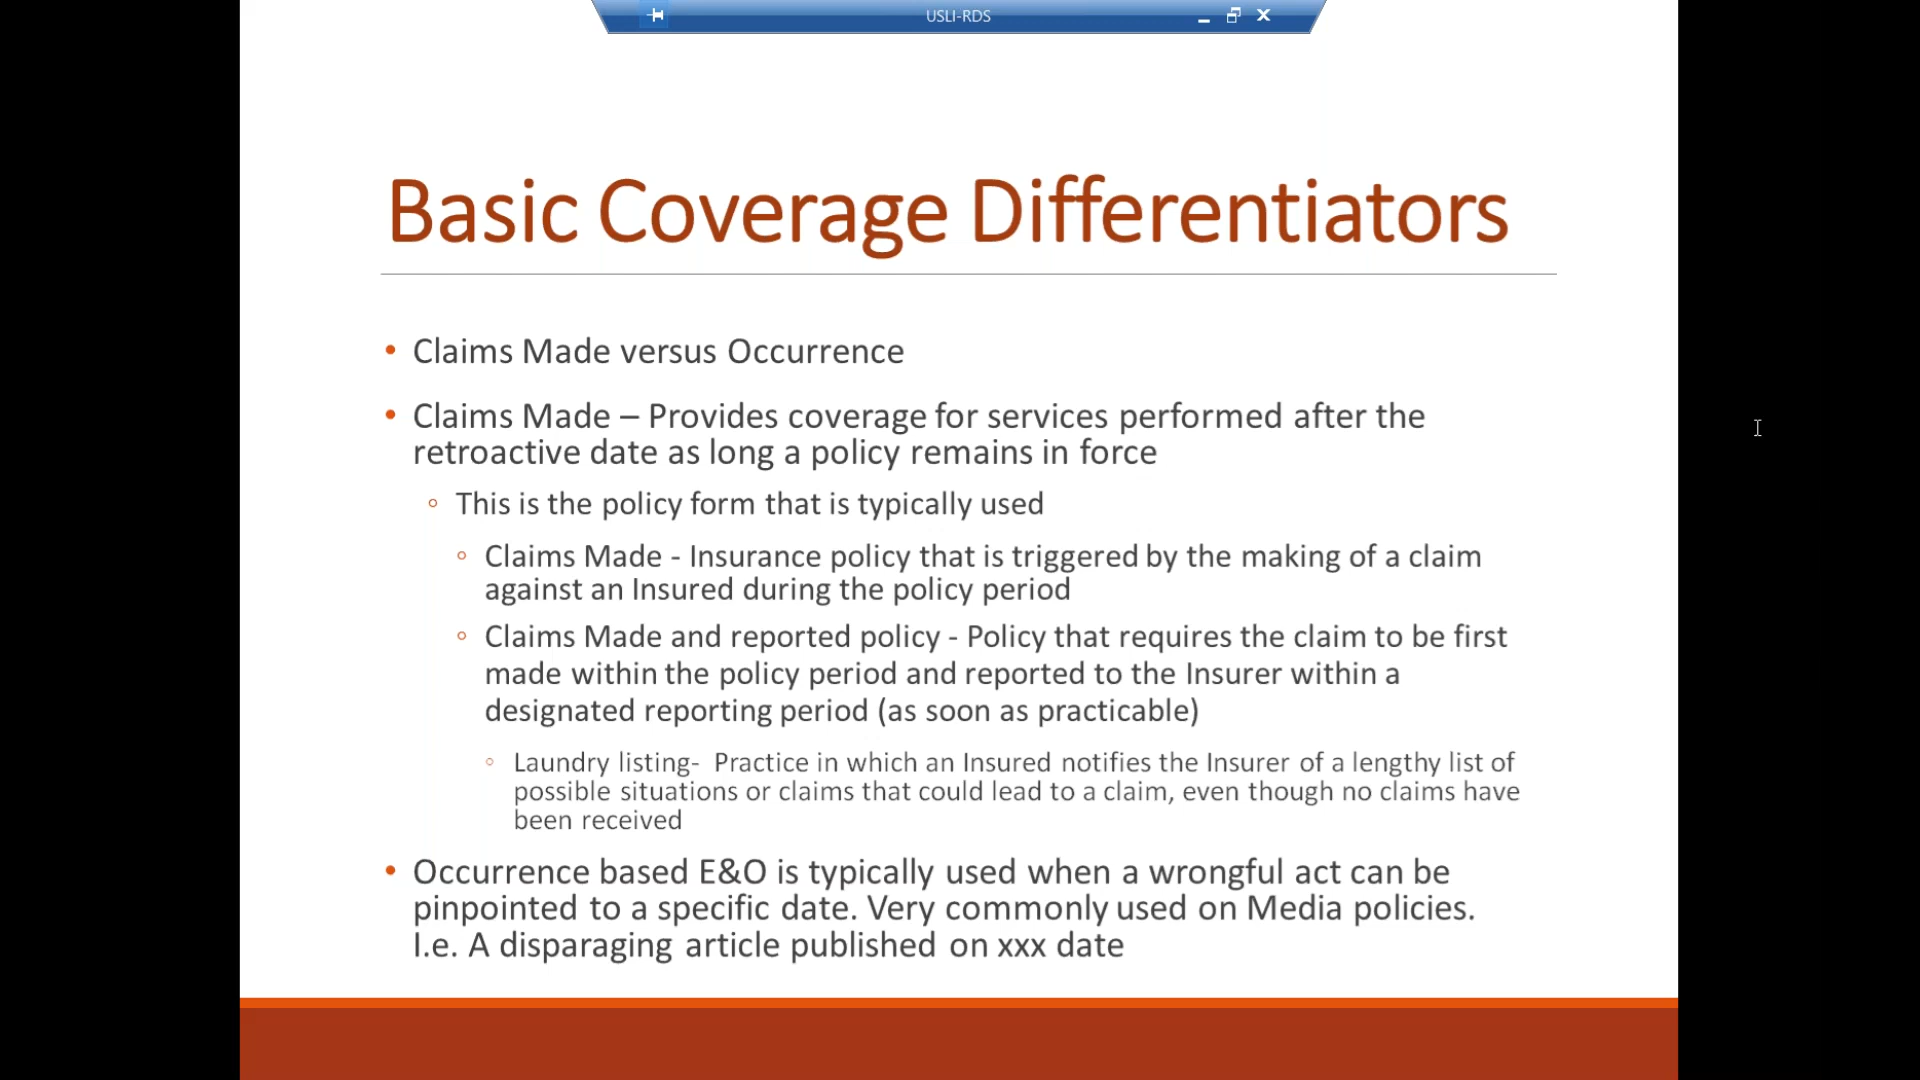 USLI-RDS
Basic Coverage Differentiators
• Claims Made versus Occurrence
• Claims Made – Provides coverage for services performed after the
retroactive date as long a policy remains in force
◦ This is the policy form that is typically used
◦ Claims Made - Insurance policy that is triggered by the making of a claim
against an Insured during the policy period
◦ Claims Made and reported policy - Policy that requires the claim to be first
made within the policy period and reported to the Insurer within a
designated reporting period (as soon as practicable)
◦ Laundry listing- Practice in which an Insured notifies the Insurer of a lengthy list of
possible situations or claims that could lead to a claim, even though no claims have
been received
• Occurrence based E&O is typically used when a wrongful act can be
pinpointed to a specific date. Very commonly used on Media policies.
I.e. A disparaging article published on xxx date